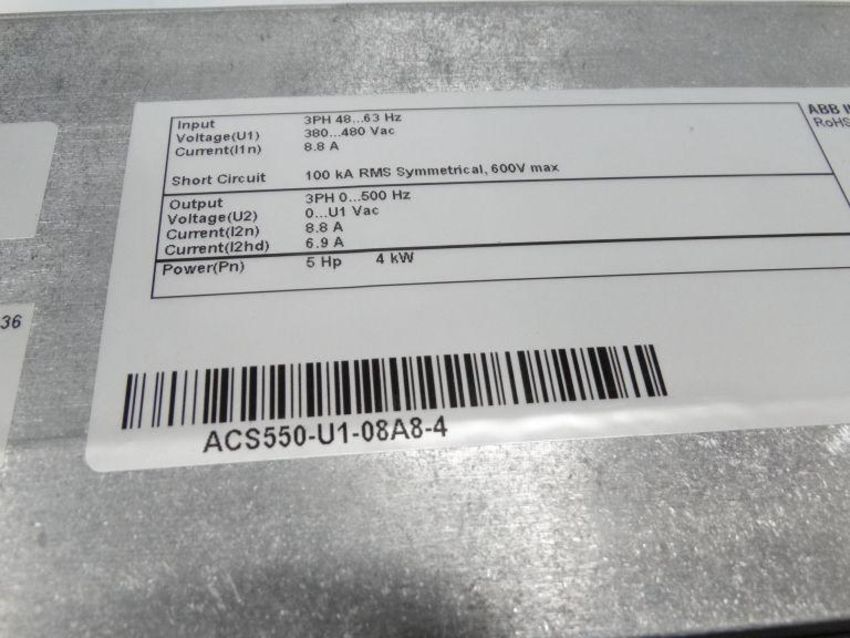 Input 3PH 48...63 Hz
Voltage(U1) 380...480 Vac
Current(I1n) 8.8 A
Short Circuit 100 kA RMS Symmetrical, 600V max
Output 3PH 0...500 Hz
Voltage(U2) 0...U1 Vac
Current(I2n) 8.8 A
Current(I2hd) 6.9 A
Power(Pn) 5 Hp 4 kW
ABB
RoHS
36
ACS550-U1-08A8-4